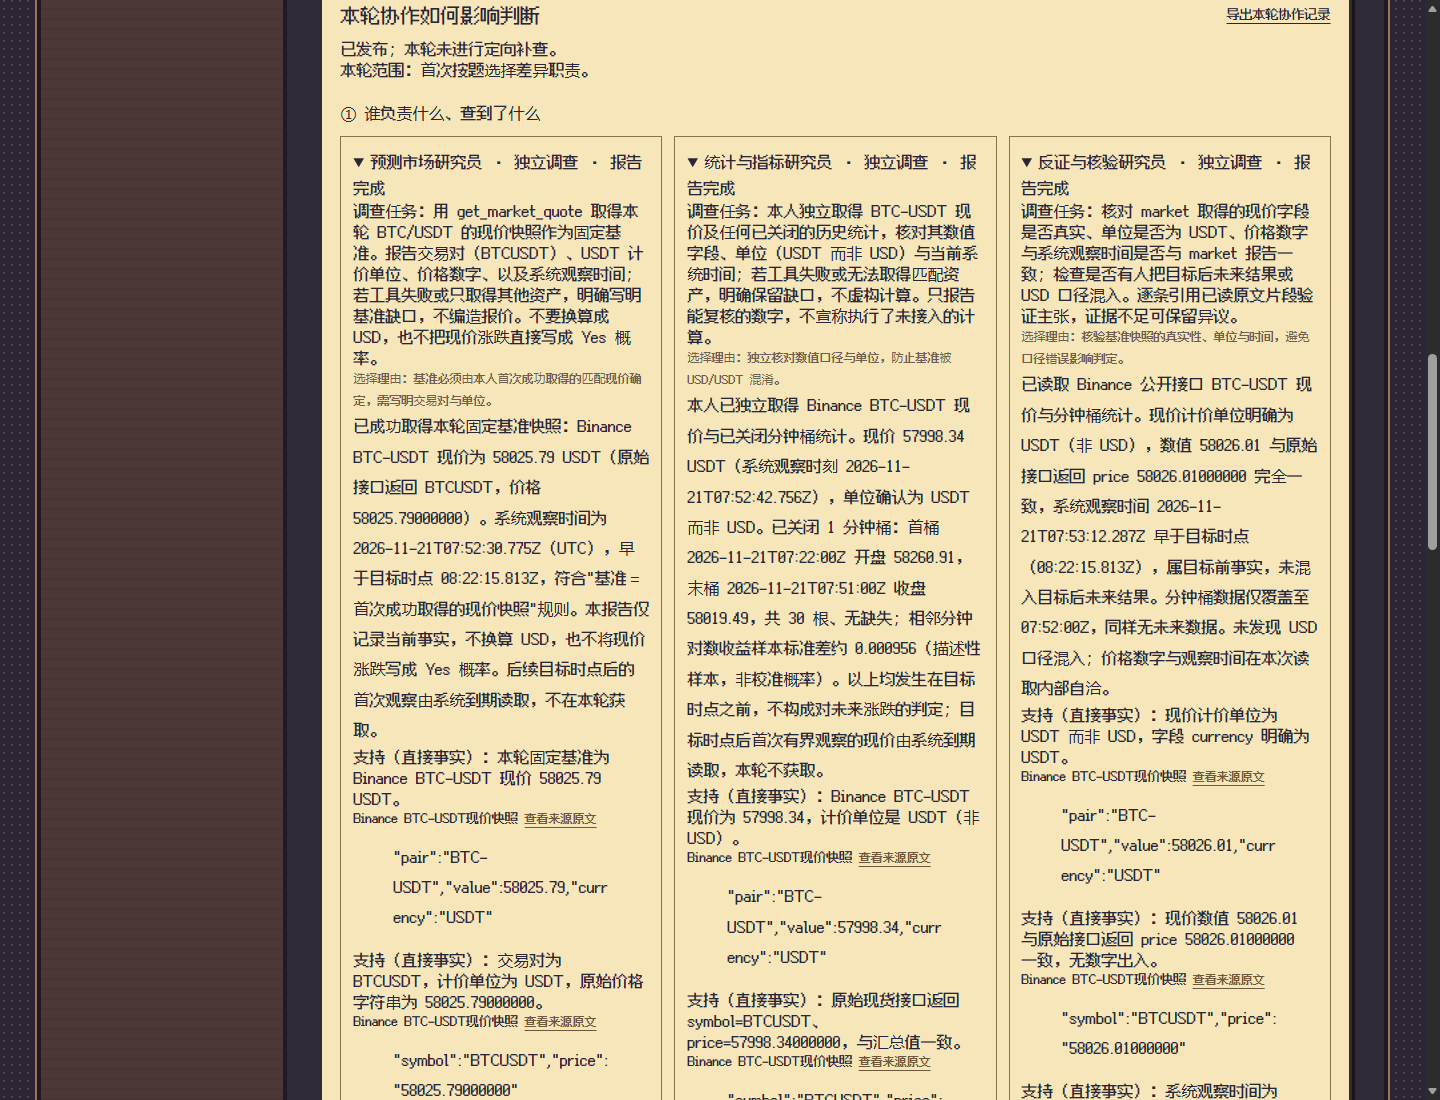 本轮协作如何影响判断
导出本轮协作记录
已发布；本轮未进行定向补查。
本轮范围：首次按题选择差异职责。
① 谁负责什么、查到了什么
▼ 预测市场研究员 · 独立调查 · 报告
完成
调查任务：用 get_market_quote 取得本
轮 BTC/USDT 的现价快照作为固定基
准。报告交易对（BTCUSDT）、USDT 计
价单位、价格数字、以及系统观察时间；
若工具失败或只取得其他资产，明确写明
基准缺口，不编造报价。不要换算成
USD，也不把现价涨跌直接写成 Yes 概
率。
选择理由：基准必须由本人首次成功取得的匹配现价确
定，需写明交易对与单位。
已成功取得本轮固定基准快照：Binance
BTC-USDT 现价为 58025.79 USDT（原始
接口返回 BTCUSDT，价格
58025.79000000）。系统观察时间为
2026-11-21T07:52:30.775Z（UTC），早
于目标时点 08:22:15.813Z，符合"基准 =
首次成功取得的现价快照"规则。本报告仅
记录当前事实，不换算 USD，也不将现价
涨跌写成 Yes 概率。后续目标时点后的
首次观察由系统到期读取，不在本轮获
取。
支持（直接事实）：本轮固定基准为
Binance BTC-USDT 现价 58025.79
USDT。
Binance BTC-USDT现价快照 查看来源原文
"pair":"BTC-
USDT","value":58025.79,"curr
ency":"USDT"
支持（直接事实）：交易对为
BTCUSDT，计价单位为 USDT，原始价格
字符串为 58025.79000000。
Binance BTC-USDT现价快照 查看来源原文
"symbol":"BTCUSDT","price":
"58025.79000000"
▼ 统计与指标研究员 · 独立调查 · 报
告完成
调查任务：本人独立取得 BTC-USDT 现
价及任何已关闭的历史统计，核对其数值
字段、单位（USDT 而非 USD）与当前系
统时间；若工具失败或无法取得匹配资
产，明确保留缺口，不虚构计算。只报告
能复核的数字，不宣称执行了未接入的计
算。
选择理由：独立核对数值口径与单位，防止基准被
USD/USDT 混淆。
本人已独立取得 Binance BTC-USDT 现
价与已关闭分钟桶统计。现价 57998.34
USDT（系统观察时刻 2026-11-
21T07:52:42.756Z），单位确认为 USDT
而非 USD。已关闭 1 分钟桶：首桶
2026-11-21T07:22:00Z 开盘 58260.91，
末桶 2026-11-21T07:51:00Z 收盘
58019.49，共 30 根、无缺失；相邻分钟
对数收益样本标准差约 0.000956（描述性
样本，非校准概率）。以上均发生在目标
时点之前，不构成对未来涨跌的判定；目
标时点后首次有界观察的现价由系统到期
读取，本轮不获取。
支持（直接事实）：Binance BTC-USDT
现价为 57998.34，计价单位是 USDT（非
USD）。
Binance BTC-USDT现价快照 查看来源原文
"pair":"BTC-
USDT","value":57998.34,"curr
ency":"USDT"
支持（直接事实）：原始现货接口返回
symbol=BTCUSDT、
price=57998.34000000，与汇总值一致。
Binance BTC-USDT现价快照 查看来源原文
"symbol":"BTCUSDT","price":
▼ 反证与核验研究员 · 独立调查 · 报
告完成
调查任务：核对 market 取得的现价字段
是否真实、单位是否为 USDT、价格数字
与系统观察时间是否与 market 报告一
致；检查是否有人把目标后未来结果或
USD 口径混入。逐条引用已读原文片段验
证主张，证据不足可保留异议。
选择理由：核验基准快照的真实性、单位与时间，避免
口径错误影响判定。
已读取 Binance 公开接口 BTC-USDT 现
价与分钟桶统计。现价计价单位明确为
USDT（非 USD），数值 58026.01 与原始
接口返回 price 58026.01000000 完全一
致，系统观察时间 2026-11-
21T07:53:12.287Z 早于目标时点
（08:22:15.813Z），属目标前事实，未混
入目标后未来结果。分钟桶数据仅覆盖至
07:52:00Z，同样无未来数据。未发现 USD
口径混入；价格数字与观察时间在本次读
取内部自洽。
支持（直接事实）：现价计价单位为
USDT 而非 USD，字段 currency 明确为
USDT。
Binance BTC-USDT现价快照 查看来源原文
"pair":"BTC-
USDT","value":58026.01,"curr
ency":"USDT"
支持（直接事实）：现价数值 58026.01
与原始接口返回 price 58026.01000000
一致，无数字出入。
Binance BTC-USDT现价快照 查看来源原文
"symbol":"BTCUSDT","price":
"58026.01000000"
支持（直接事实）：系统观察时间为